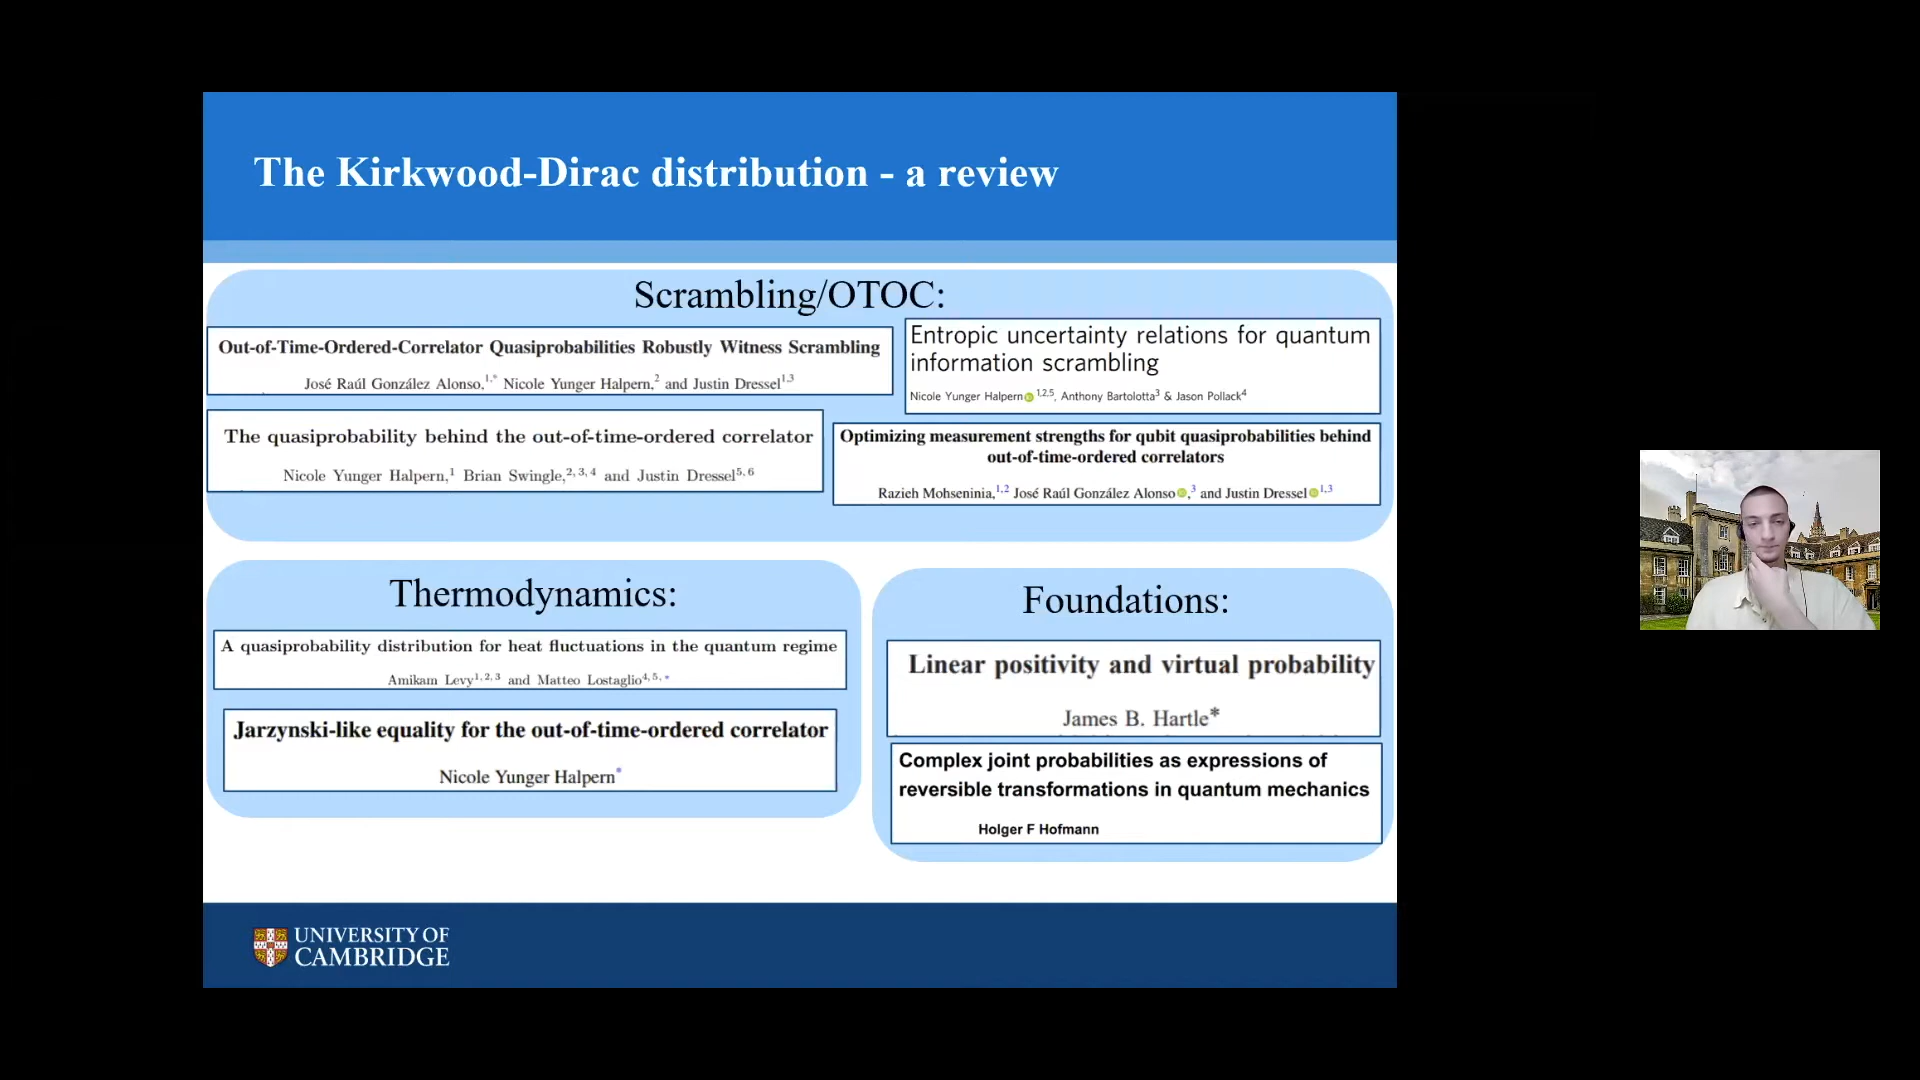 The Kirkwood-Dirac distribution - a review
Scrambling/OTOC:
Out-of-Time-Ordered-Correlator Quasiprobabilities Robustly Witness Scrambling
José Raúl González Alonso,1,* Nicole Yunger Halpern,2 and Justin Dressel1,3
Entropic uncertainty relations for quantum
information scrambling
Nicole Yunger Halpern 1,2,5, Anthony Bartolotta3 & Jason Pollack4
The quasiprobability behind the out-of-time-ordered correlator
Nicole Yunger Halpern,1 Brian Swingle,2,3,4 and Justin Dressel5,6
Optimizing measurement strengths for qubit quasiprobabilities behind
out-of-time-ordered correlators
Razieh Mohseninia,1,2 José Raúl González Alonso,3 and Justin Dressel 1,3
Thermodynamics:
A quasiprobability distribution for heat fluctuations in the quantum regime
Amikam Levy1,2,3 and Matteo Lostaglio4,5,*
Jarzynski-like equality for the out-of-time-ordered correlator
Nicole Yunger Halpern*
Foundations:
Linear positivity and virtual probability
James B. Hartle*
Complex joint probabilities as expressions of
reversible transformations in quantum mechanics
Holger F Hofmann
UNIVERSITY OF
CAMBRIDGE